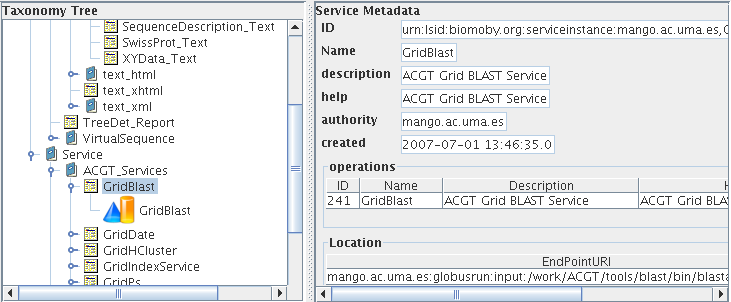 Taxonomy Tree
SequenceDescription_Text
SwissProt_Text
XYData_Text
text_html
text_xhtml
text_xml
TreeDet_Report
VirtualSequence
Service
ACGT_Services
GridBlast
GridBlast
GridDate
GridHCluster
GridIndexService
GridPs
Service Metadata
ID urn:lsid:biomoby.org:serviceinstance:mango.ac.uma.es,
Name GridBlast
description ACGT Grid BLAST Service
help ACGT Grid BLAST Service
authority mango.ac.uma.es
created 2007-07-01 13:46:35.0
operations
ID Name Description
241 GridBlast ACGT Grid BLAST Service ACGT Grid BLAST
Location
EndPointURI
mango.ac.uma.es:globusrun:input:/work/ACGT/tools/blast/bin/blast